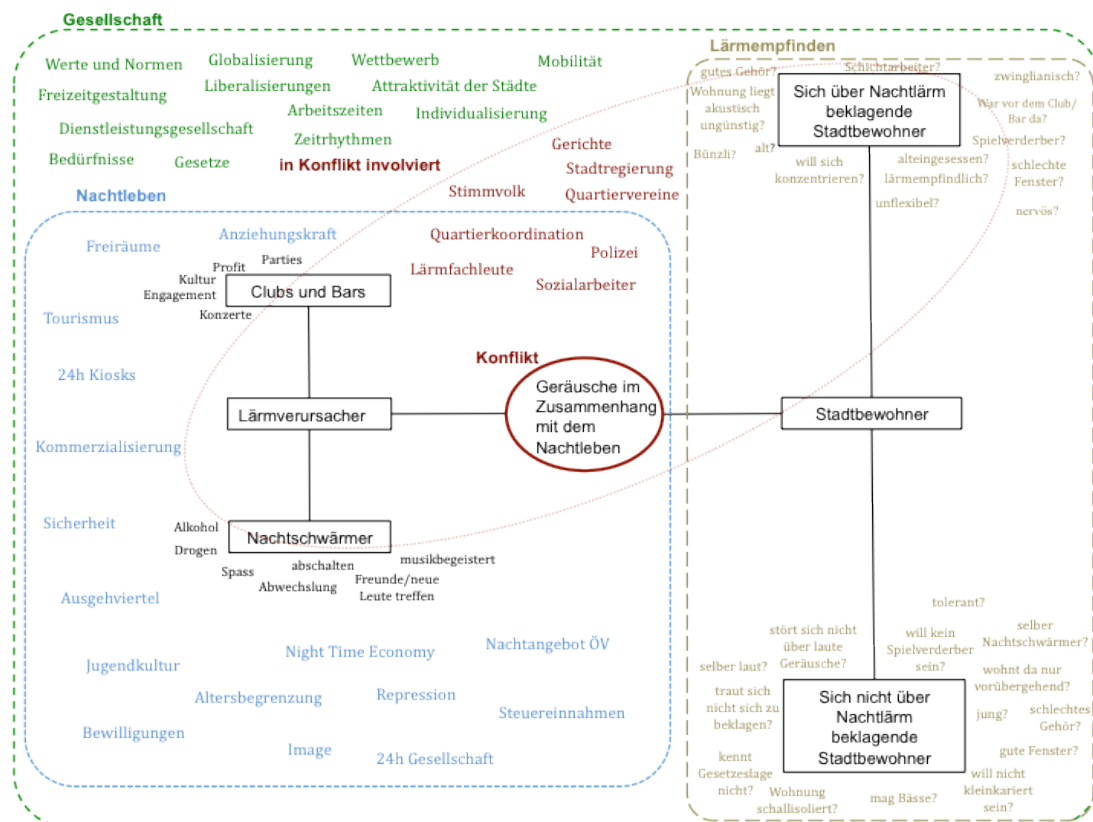 Gesellschaft
Werte und Normen
Globalisierung
Wettbewerb
Mobilität
Freizeitgestaltung
Liberalisierungen
Attraktivität der Städte
Arbeitszeiten
Individualisierung
Dienstleistungsgesellschaft
Zeitrhythmen
Bedürfnisse
Gesetze
in Konflikt involviert
Gerichte
Stadtregierung
Stimmvolk
Quartiervereine
Nachtleben
Freiräume
Anziehungskraft
Quartierkoordination
Polizei
Lärmfachleute
Sozialarbeiter
Parties
Profit
Kultur
Engagement
Clubs und Bars
Konzerte
Tourismus
24h Kiosks
Konflikt
Geräusche im
Zusammenhang
mit dem
Nachtleben
Lärmverursacher
Kommerzialisierung
Sicherheit
Alkohol
Drogen
Nachtschwärmer
Spass
abschalten
Abwechslung
musikbegeistert
Freunde/neue
Leute treffen
Ausgehviertel
Jugendkultur
Night Time Economy
Nachtangebot ÖV
Altersbegrenzung
Repression
Steuereinnahmen
Bewilligungen
Image
24h Gesellschaft
Lärmempfinden
gutes Gehör?
Schichtarbeiter?
zwinglianisch?
Wohnung liegt
akustisch
ungünstig?
Sich über Nachtlärm
beklagende
Stadtbewohner
War vor dem Club/
Bar da?
Spielverderber?
Bünzli?
alt?
will sich
konzentrieren?
alteingesessen?
lärmempfindlich?
schlechte
Fenster?
unflexibel?
nervös?
Stadtbewohner
tolerant?
stört sich nicht
über laute
Geräusche?
will kein
Spielverderber
sein?
selber
Nachtschwärmer?
selber laut?
wohnt da nur
vorübergehend?
traut sich
nicht sich zu
beklagen?
Sich nicht über
Nachtlärm
beklagende
Stadtbewohner
jung?
schlechtes
Gehör?
gute Fenster?
kennt
Gesetzeslage
nicht?
Wohnung
schallisoliert?
mag Bässe?
will nicht
kleinkariert
sein?